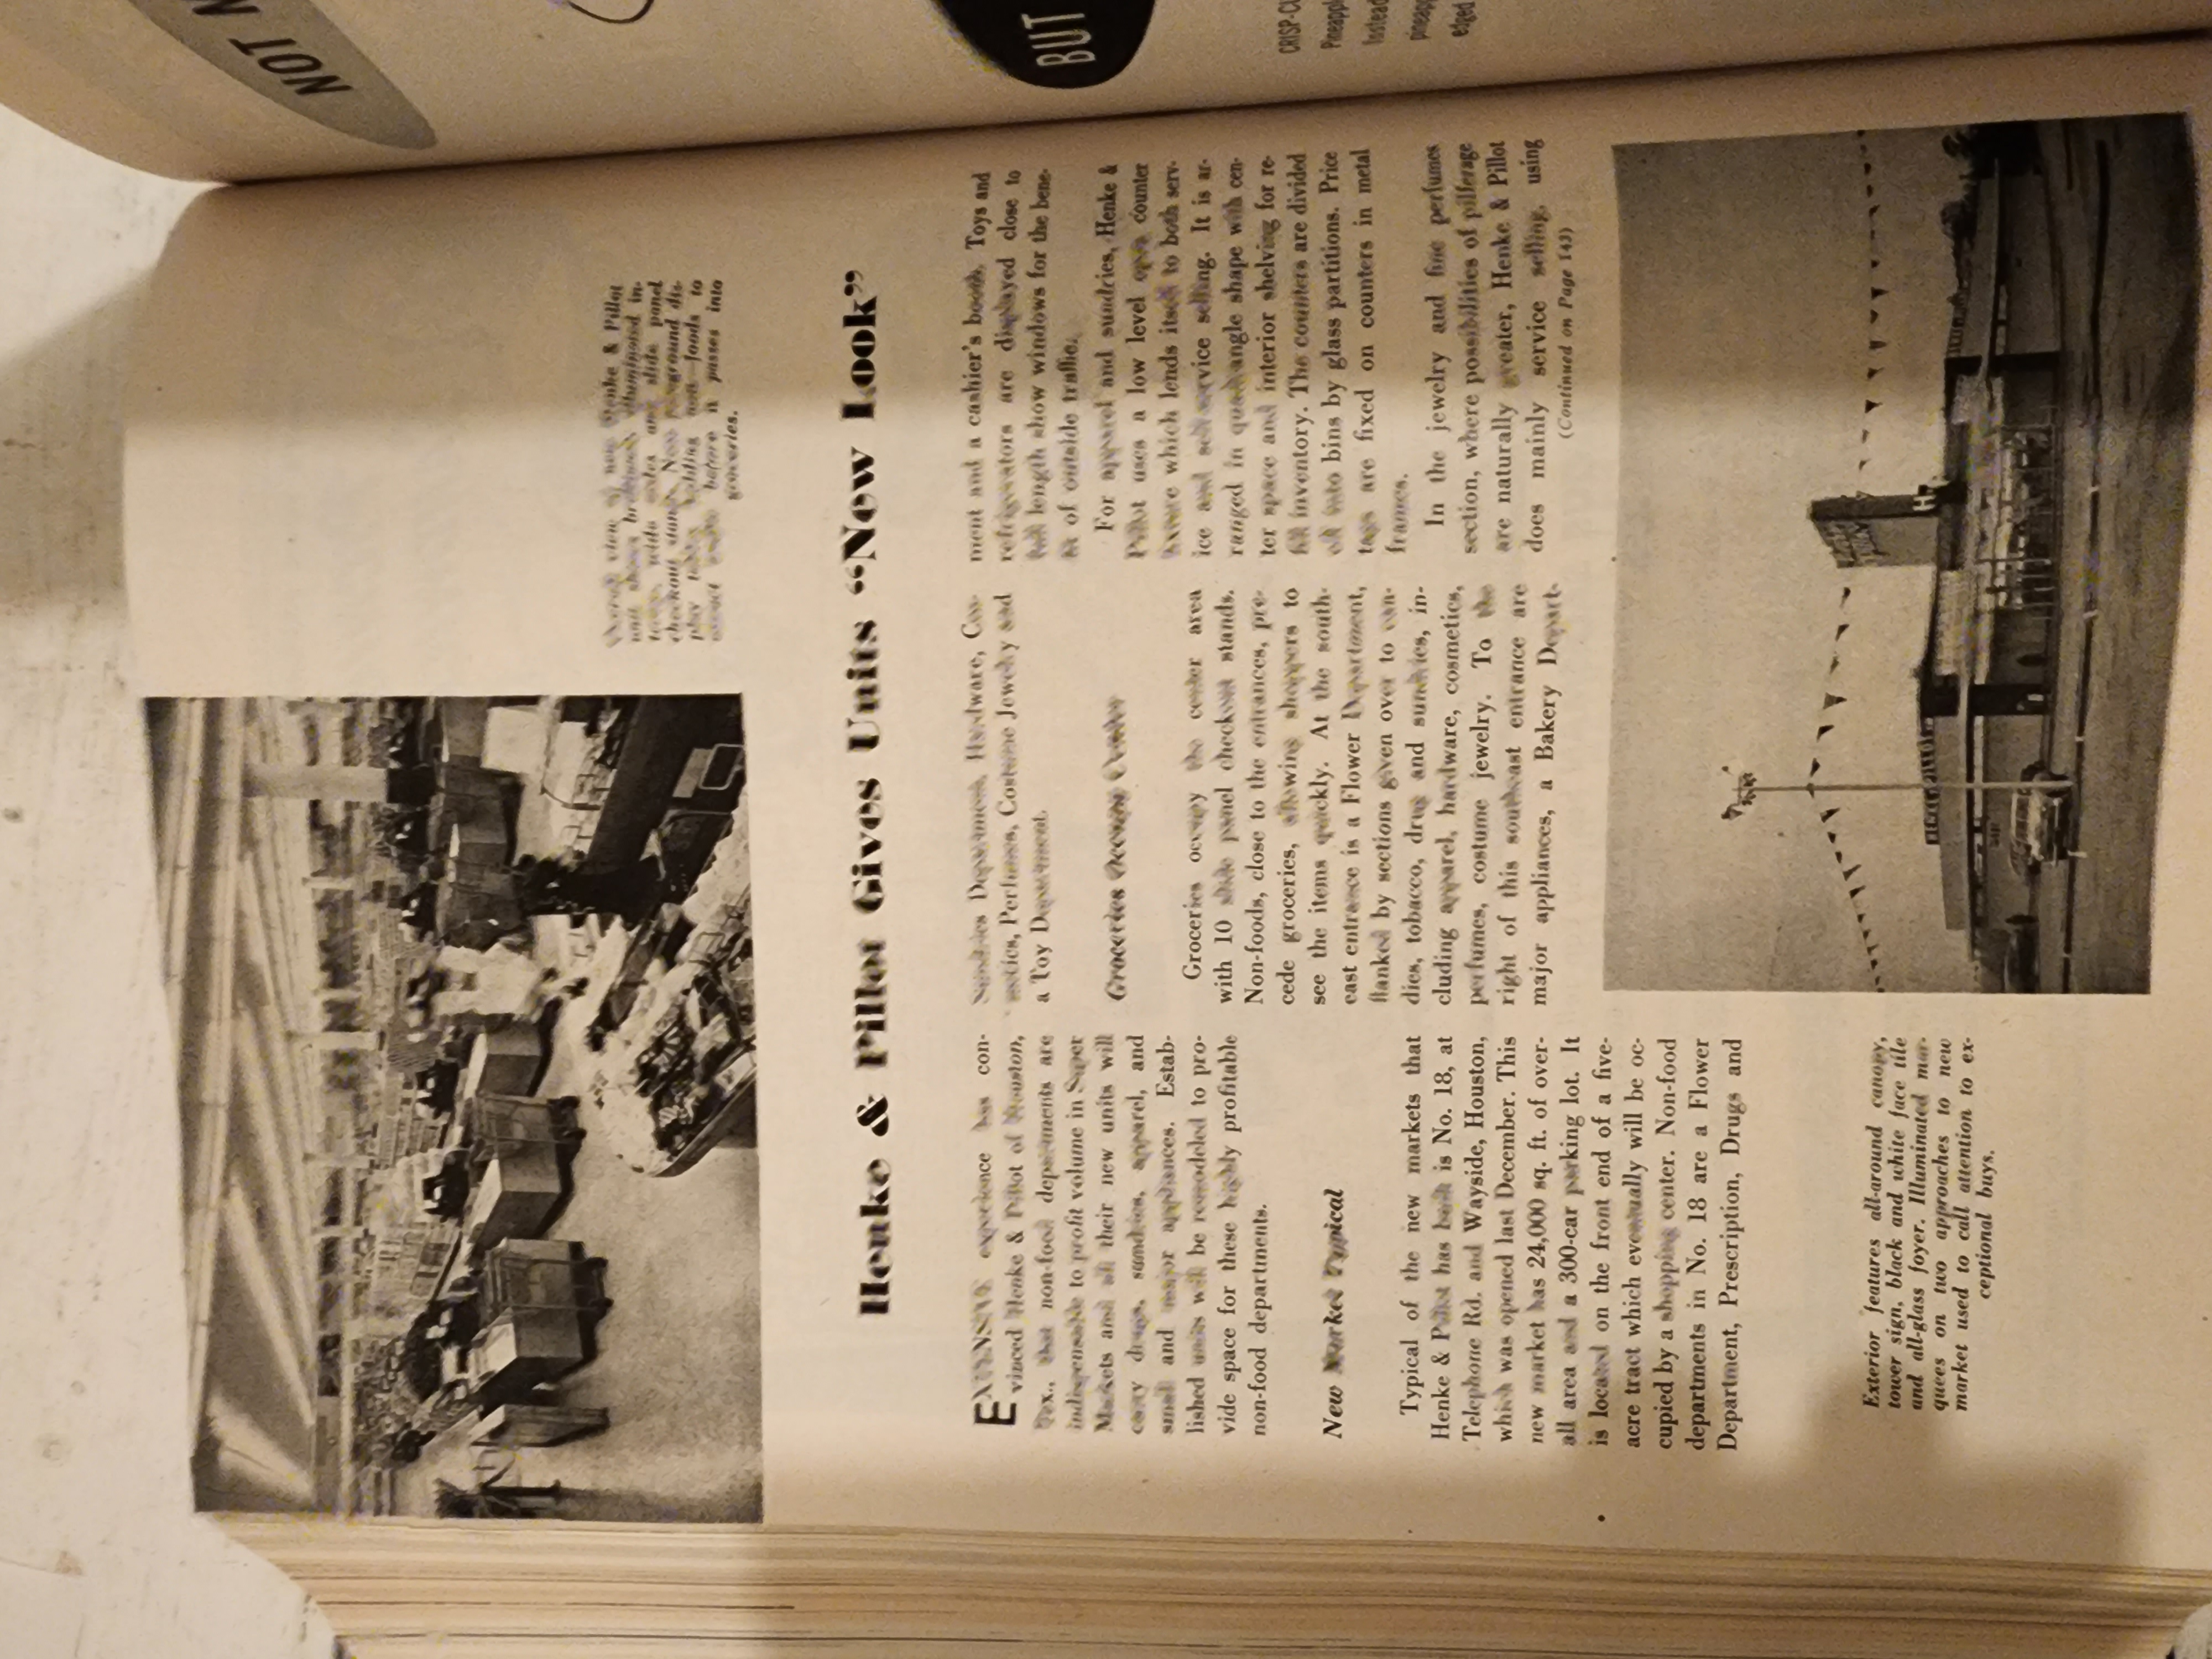 Overall view of new Henke & Pillot
unit shows brilliantly illuminated in-
terior, wide aisles and slide panel
checkout stands. Note foreground dis-
play table, holding non-foods to
attract traffic before it passes into
groceries.
Henke & Pillot Gives Units “New Look”
EXTENSIVE experience has con-
vinced Henke & Pillot of Houston,
Tex., that non-food departments are
indispensable to profit volume in Super
Markets and all their new units will
carry drugs, sundries, apparel, and
small and major appliances. Estab-
lished units will be remodeled to pro-
vide space for these highly profitable
non-food departments.
New Market Typical
Typical of the new markets that
Henke & Pillot has built is No. 18, at
Telephone Rd. and Wayside, Houston,
which was opened last December. This
new market has 24,000 sq. ft. of over-
all area and a 300-car parking lot. It
is located on the front end of a five-
acre tract which eventually will be oc-
cupied by a shopping center. Non-food
departments in No. 18 are a Flower
Department, Prescription, Drugs and
Sundries Department, Hardware, Cos-
metics, Perfumes, Costume Jewelry and
a Toy Department.
Groceries Occupy Center
Groceries occupy the center area
with 10 slide panel checkout stands.
Non-foods, close to the entrances, pre-
cede groceries, allowing shoppers to
see the items quickly. At the south-
east entrance is a Flower Department,
flanked by sections given over to can-
dies, tobacco, drug and sundries, in-
cluding apparel, hardware, cosmetics,
perfumes, costume jewelry. To the
right of this southeast entrance are
major appliances, a Bakery Depart-
ment and a cashier's booth. Toys and
refrigerators are displayed close to
full length show windows for the bene-
fit of outside traffic.
For apparel and sundries, Henke &
Pillot uses a low level open counter
fixture which lends itself to both serv-
ice and self-service selling. It is ar-
ranged in quadrangle shape with cen-
ter space and interior shelving for re-
fill inventory. The counters are divided
off into bins by glass partitions. Price
tags are fixed on counters in metal
frames.
In the jewelry and fine perfumes
section, where possibilities of pilferage
are naturally greater, Henke & Pillot
does mainly service selling, using
(Continued on Page 143)
Exterior features all-around canopy,
tower sign, black and white face tile
and all-glass foyer. Illuminated mar-
quees on two approaches to new
market used to call attention to ex-
ceptional buys.
NOT
BUT
CRISP-CU
Pineappl
Instead
pineap
edged